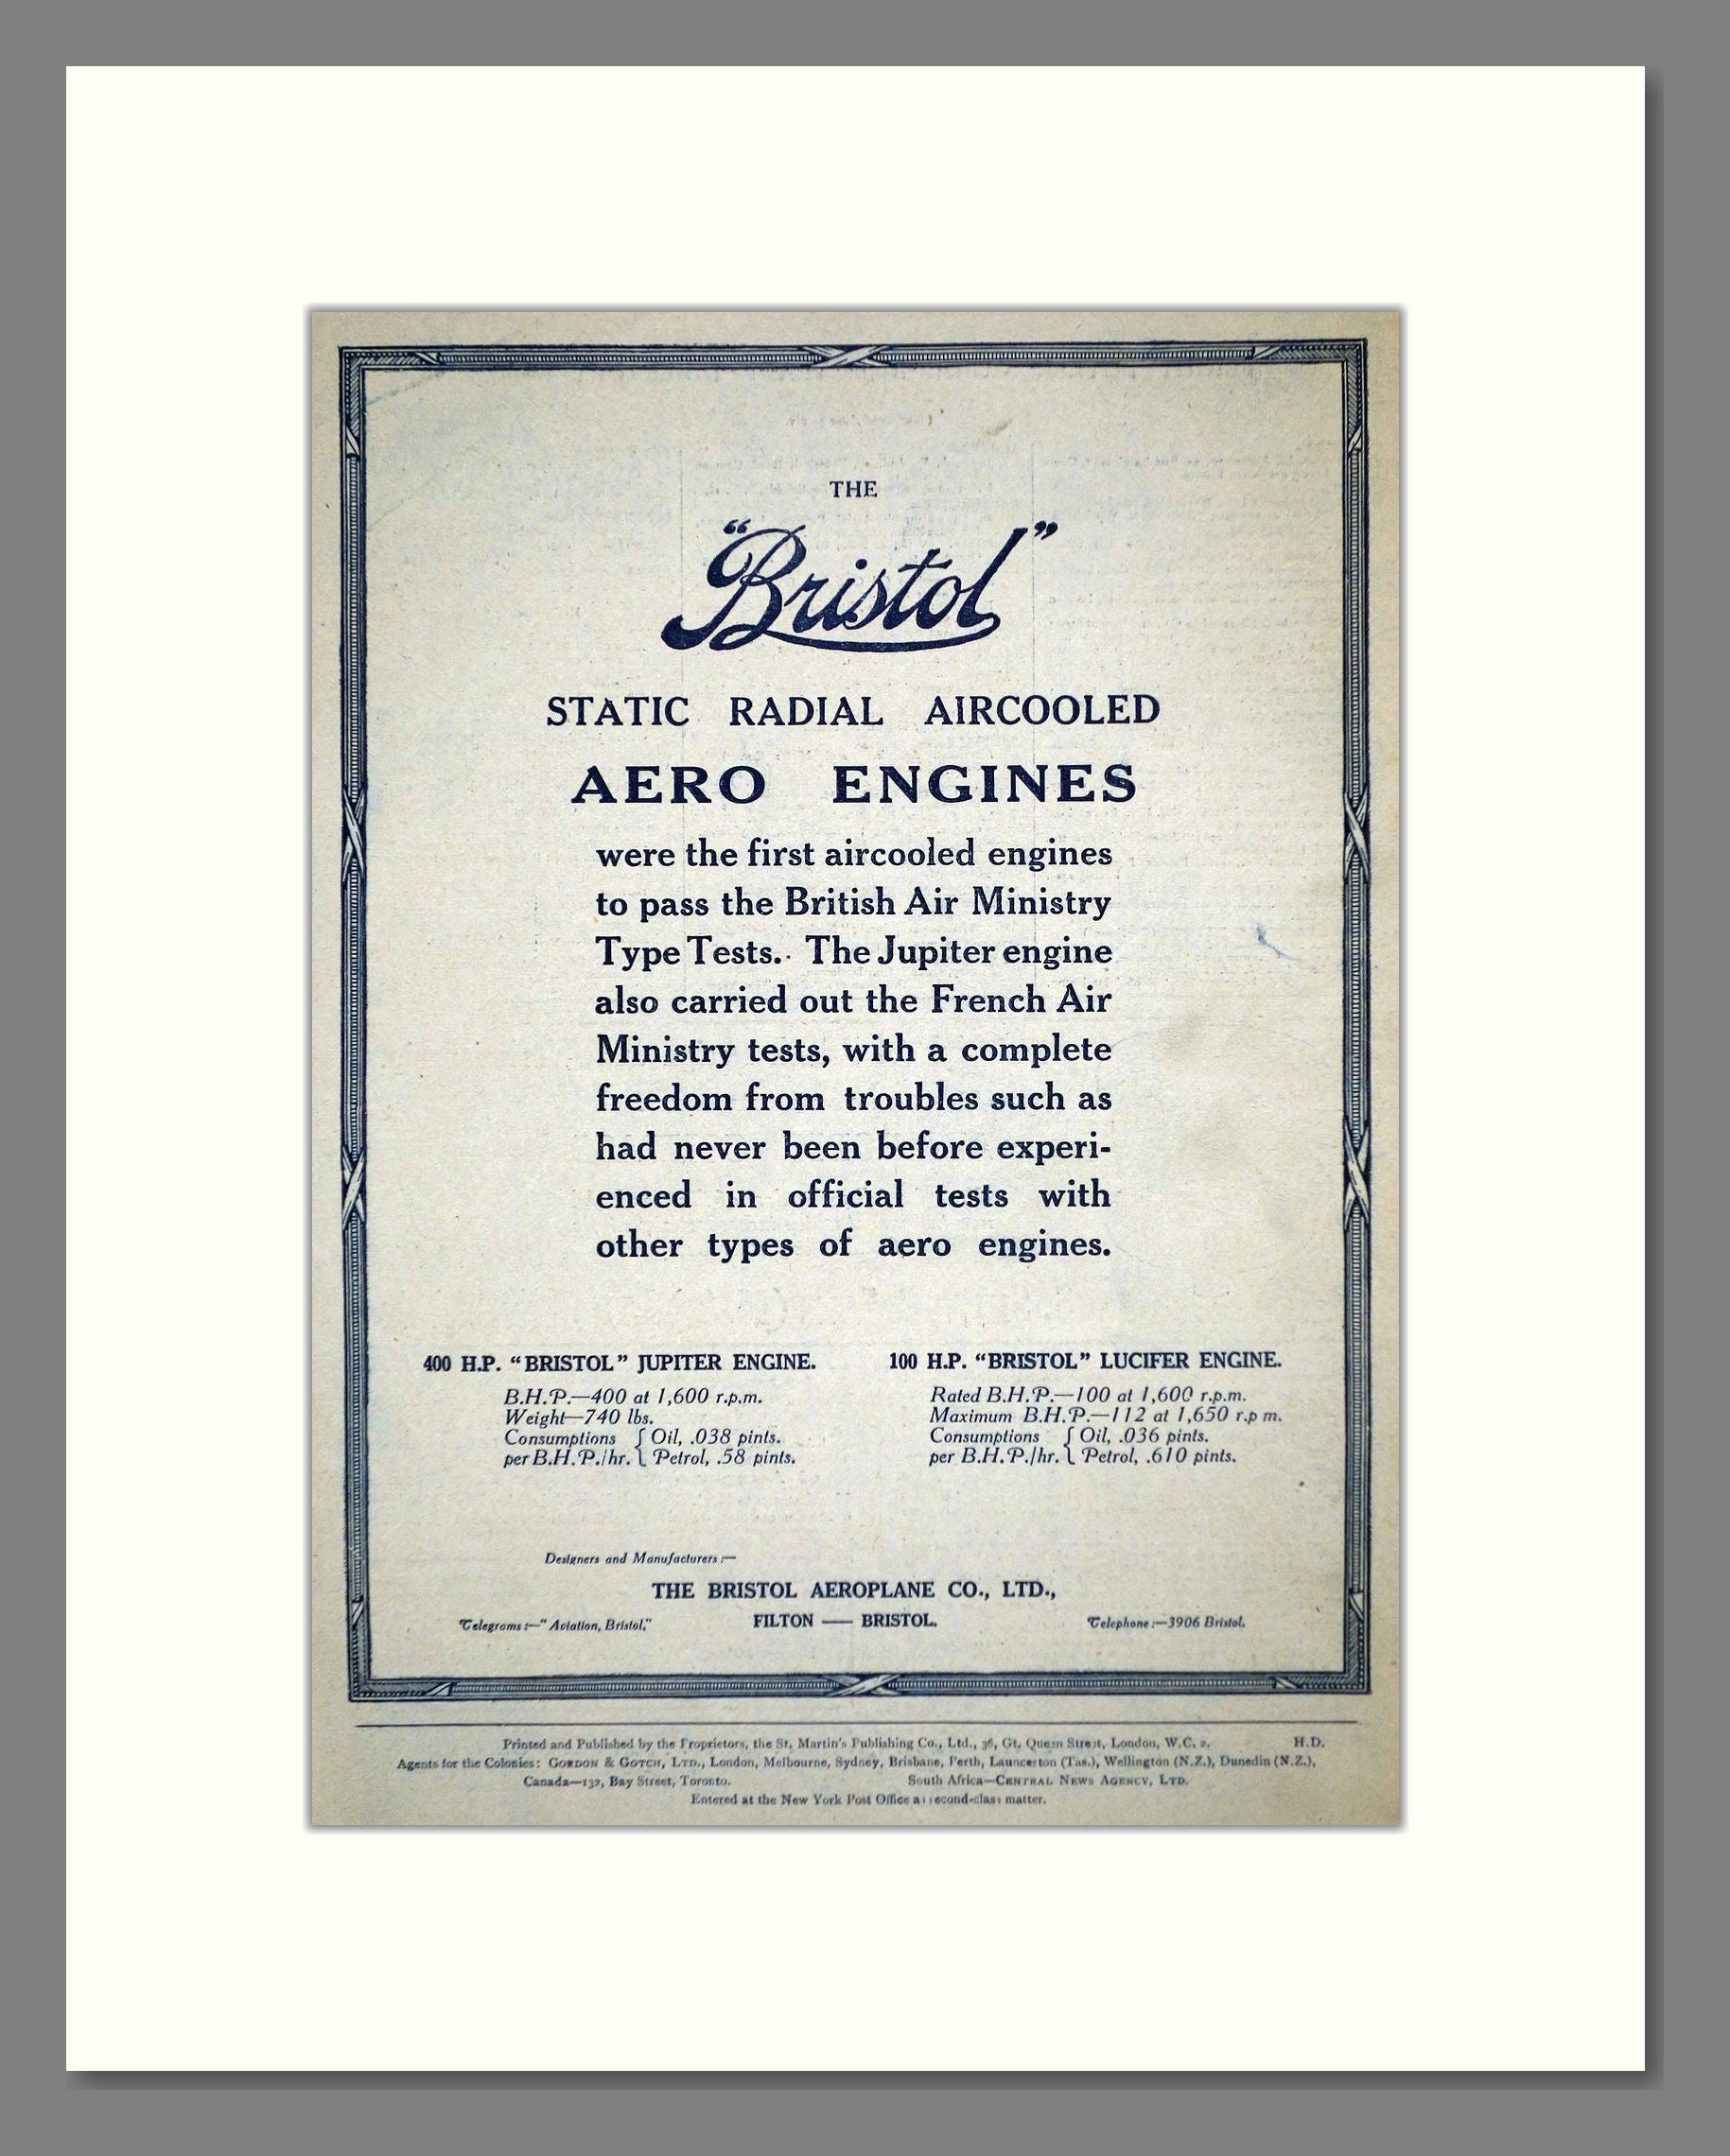 THE
"Bristol"
STATIC RADIAL AIRCOOLED
AERO ENGINES
were the first aircooled engines
to pass the British Air Ministry
Type Tests. The Jupiter engine
also carried out the French Air
Ministry tests, with a complete
freedom from troubles such as
had never been before experi-
enced in official tests with
other types of aero engines.
400 H.P. "BRISTOL" JUPITER ENGINE.
B.H.P.—400 at 1,600 r.p.m.
Weight—740 lbs.
Consumptions { Oil, .038 pints.
per B.H.P./hr. { Petrol, .58 pints.
100 H.P. "BRISTOL" LUCIFER ENGINE.
Rated B.H.P.—100 at 1,600 r.p.m.
Maximum B.H.P.—112 at 1,650 r.p m.
Consumptions { Oil, .036 pints.
per B.H.P./hr. { Petrol, .610 pints.
Designers and Manufacturers :—
THE BRISTOL AEROPLANE CO., LTD.,
Telegrams :—"Aviation, Bristol," FILTON — BRISTOL. Telephone :—3906 Bristol.
Printed and Published by the Proprietors, the St. Martin's Publishing Co., Ltd., 36, Gt. Queen Street, London, W.C. 2. H.D.
Agents for the Colonies: GORDON & GOTCH, LTD., London, Melbourne, Sydney, Brisbane, Perth, Launceston (Tas.), Wellington (N.Z.), Dunedin (N.Z.),
Canada—132, Bay Street, Toronto. South Africa—CENTRAL NEWS AGENCY, LTD.
Entered at the New York Post Office as second-class matter.